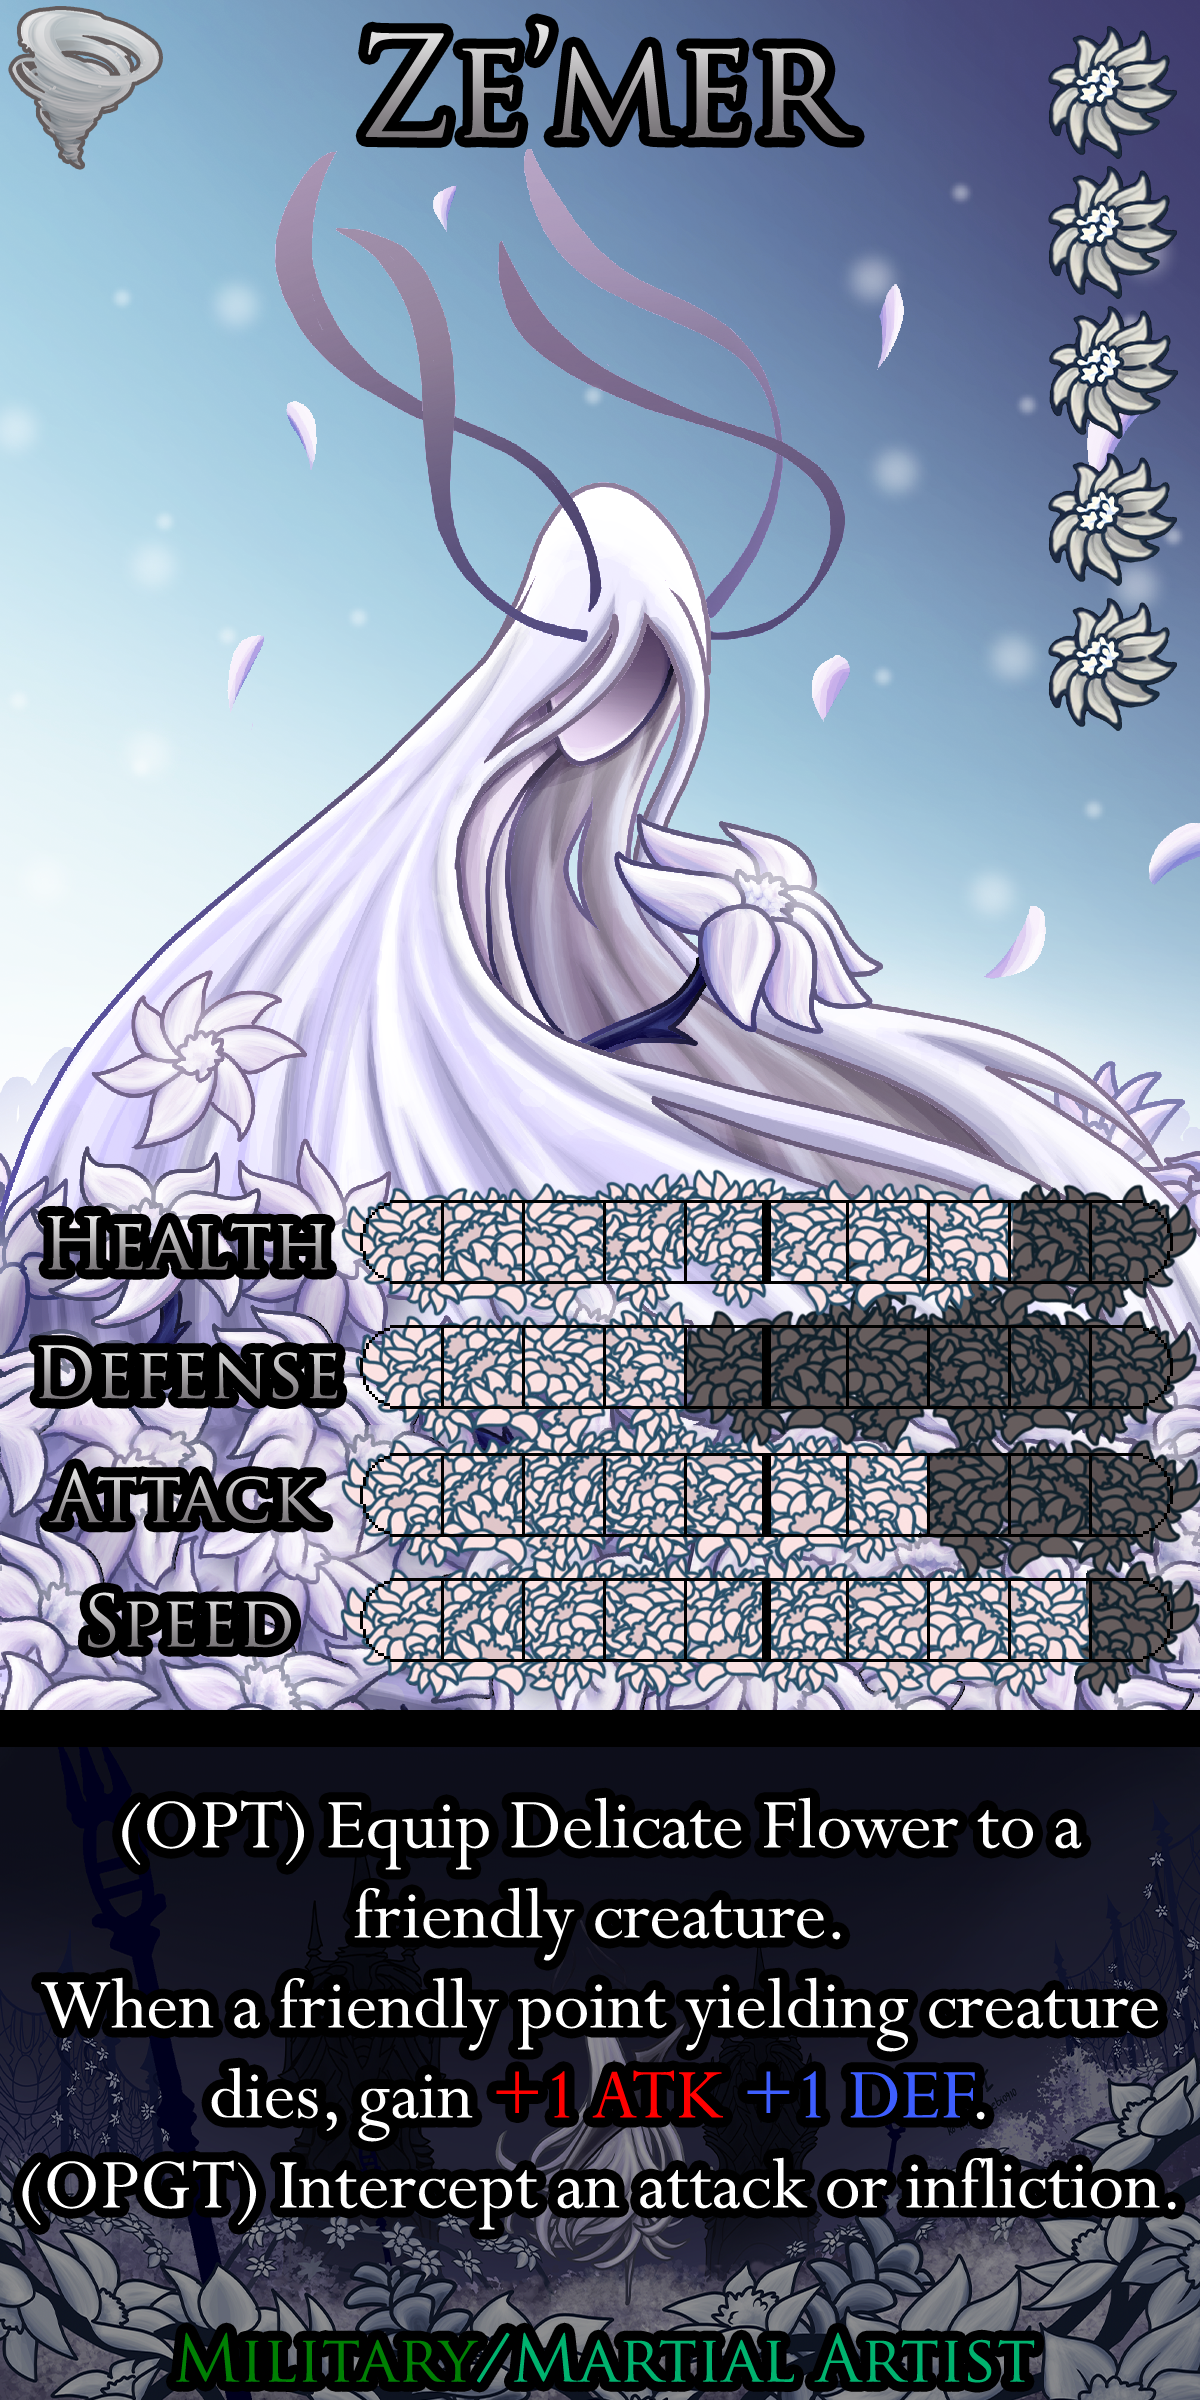 Ze'mer
Health
Defense
Attack
Speed
(OPT) Equip Delicate Flower to a
friendly creature.
When a friendly point yielding creature
dies, gain +1 ATK +1 DEF.
(OPGT) Intercept an attack or infliction.
Military/Martial Artist